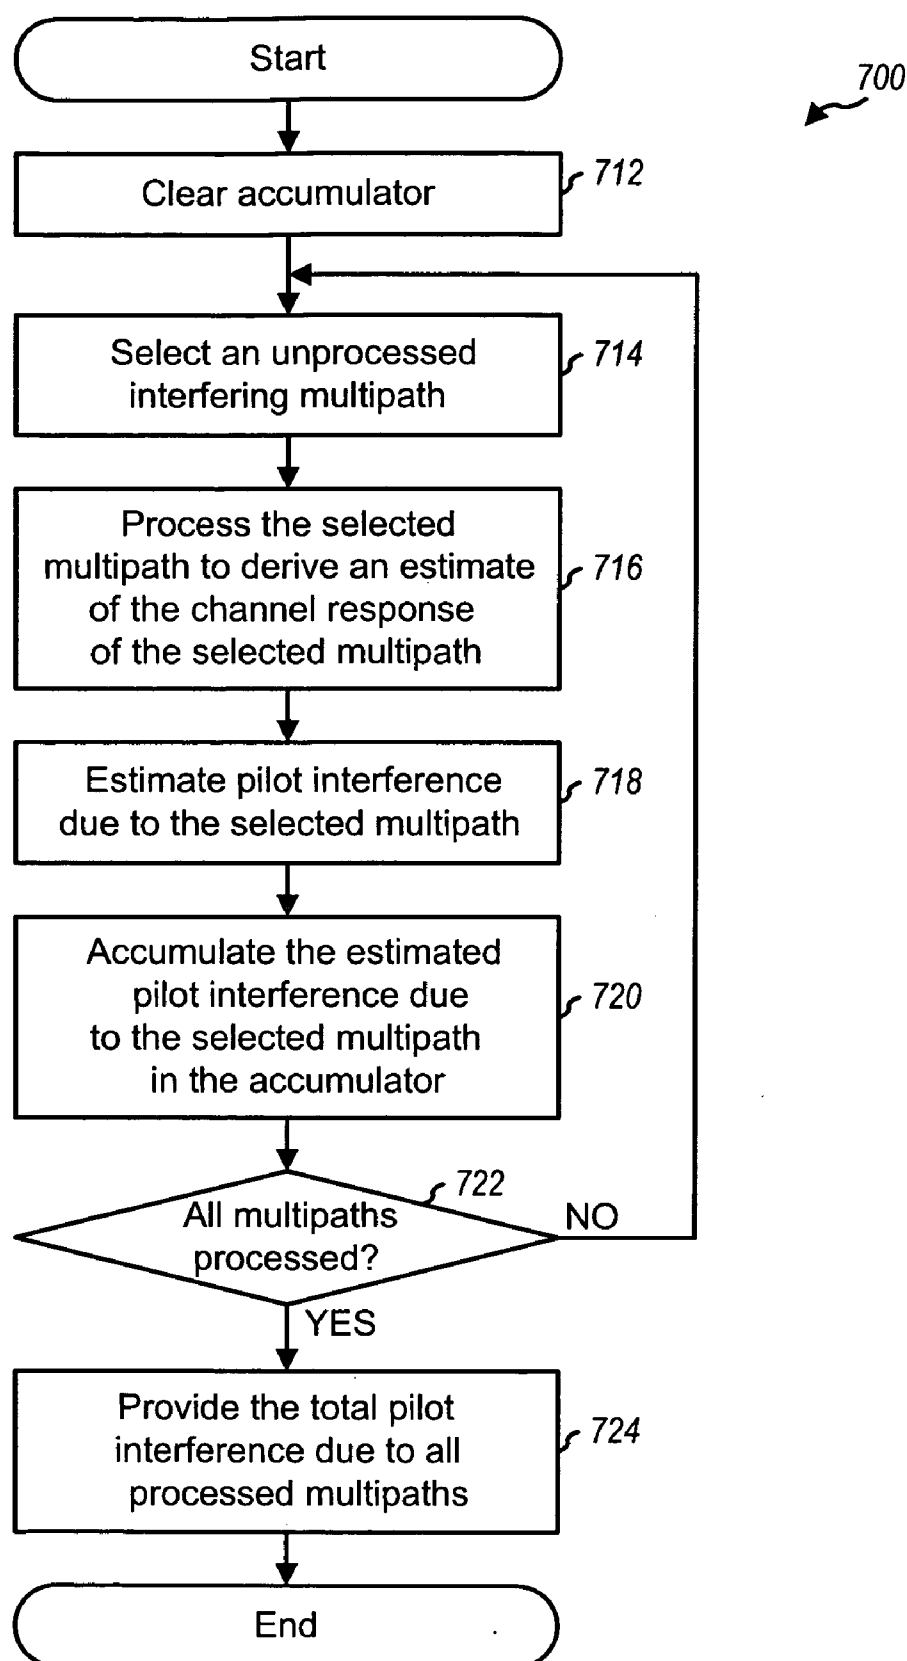 Start
700
Clear accumulator
712
Select an unprocessed
interfering multipath
714
Process the selected
multipath to derive an estimate
of the channel response
of the selected multipath
716
Estimate pilot interference
due to the selected multipath
718
Accumulate the estimated
pilot interference due
to the selected multipath
in the accumulator
720
722
All multipaths
processed?
NO
YES
Provide the total pilot
interference due to all
processed multipaths
724
End